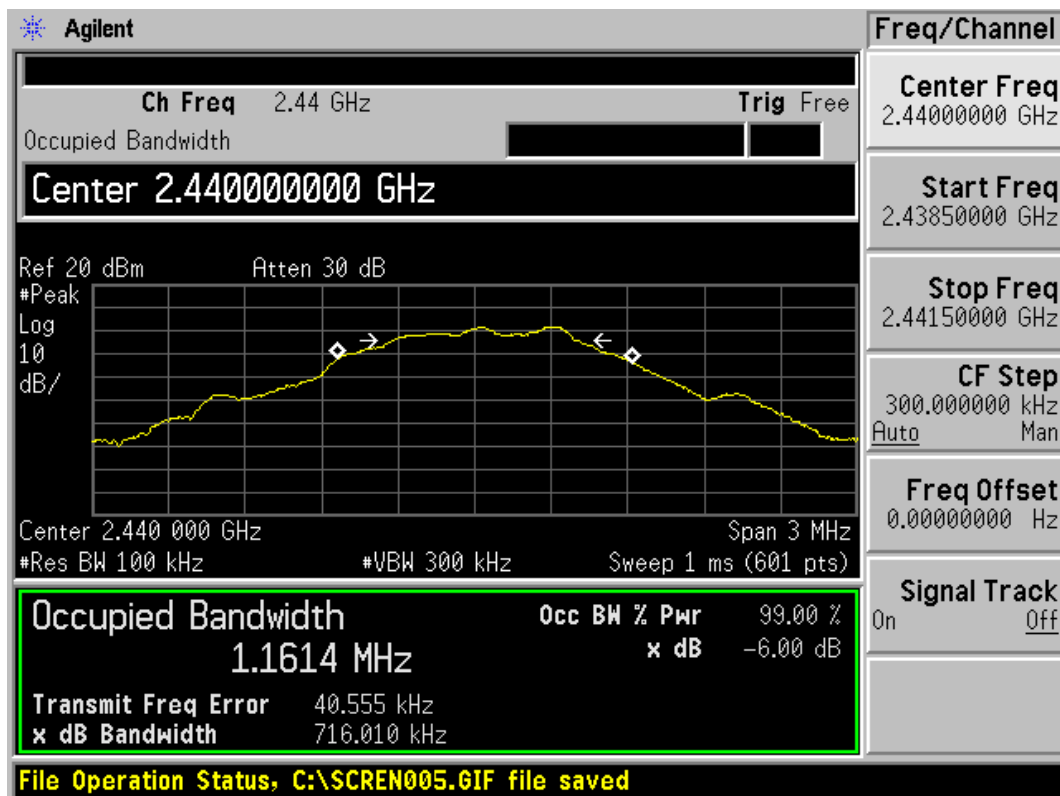 Agilent
Freq/Channel
Ch Freq 2.44 GHz Trig Free
Occupied Bandwidth
Center 2.440000000 GHz
Ref 20 dBm Atten 30 dB
#Peak
Log
10
dB/
Center 2.440 000 GHz Span 3 MHz
#Res BW 100 kHz #VBW 300 kHz Sweep 1 ms (601 pts)
Occupied Bandwidth
1.1614 MHz
Occ BW % Pwr 99.00 %
x dB -6.00 dB
Transmit Freq Error 40.555 kHz
x dB Bandwidth 716.010 kHz
File Operation Status, C:\SCREN005.GIF file saved
Center Freq
2.44000000 GHz
Start Freq
2.43850000 GHz
Stop Freq
2.44150000 GHz
CF Step
300.000000 kHz
Auto Man
Freq Offset
0.00000000 Hz
Signal Track
On Off